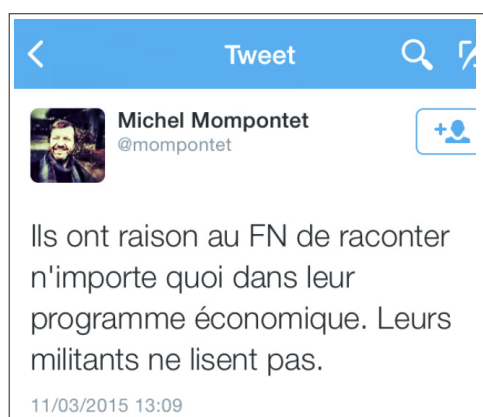 Tweet
Michel Mompontet
@mompontet
Ils ont raison au FN de raconter
n'importe quoi dans leur
programme économique. Leurs
militants ne lisent pas.
11/03/2015 13:09